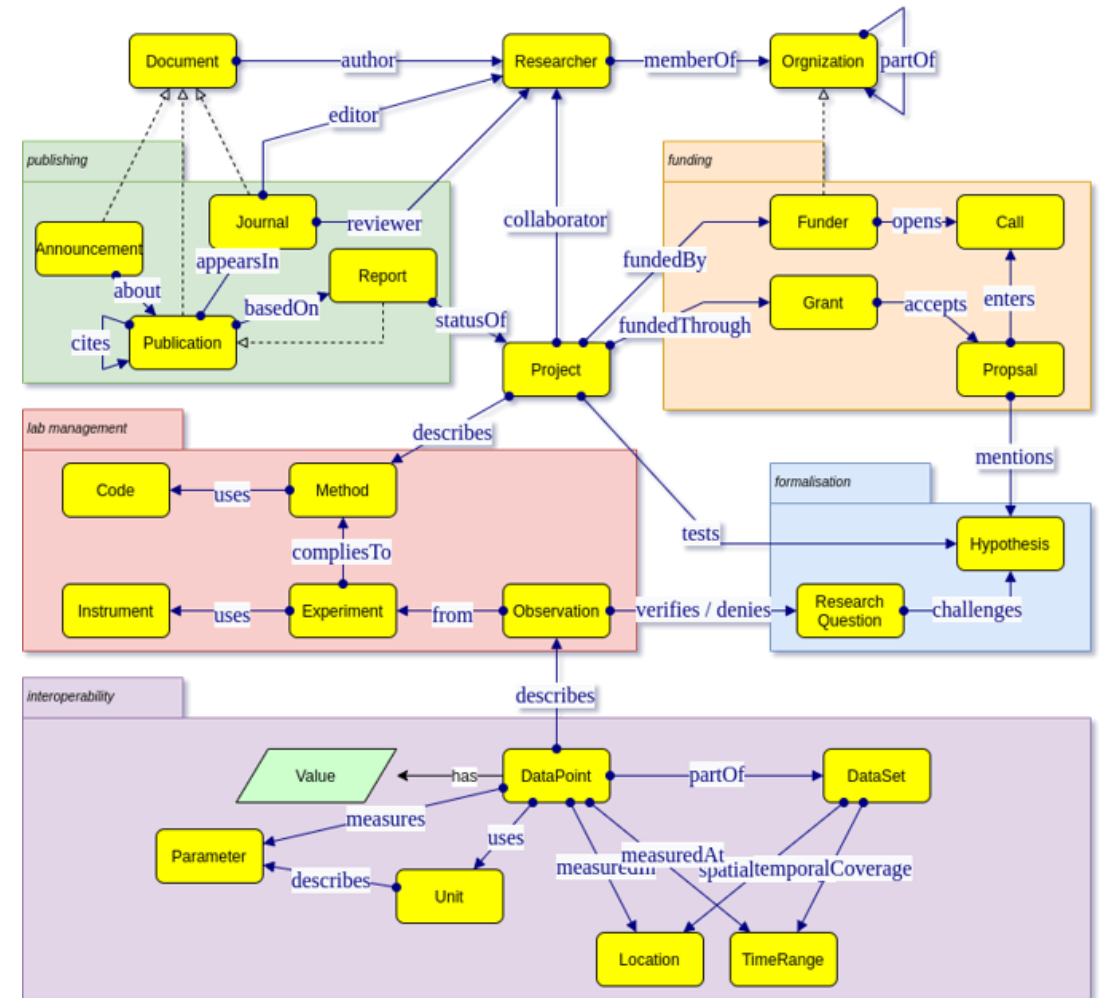 Document
author
Researcher
memberOf
Orgnization
partOf
editor
publishing
funding
Journal
reviewer
collaborator
Funder
opens
Call
Announcement
appearsIn
Report
fundedBy
about
basedOn
statusOf
Grant
accepts
enters
fundedThrough
cites
Publication
Project
Propsal
lab management
describes
mentions
formalisation
Code
uses
Method
tests
Hypothesis
compliesTo
Instrument
uses
Experiment
from
Observation
verifies / denies
Research
Question
challenges
interoperability
describes
Value
has
DataPoint
partOf
DataSet
measures
uses
Parameter
describes
Unit
measuredIn
measuredAt
spatial
temporalCoverage
Location
TimeRange